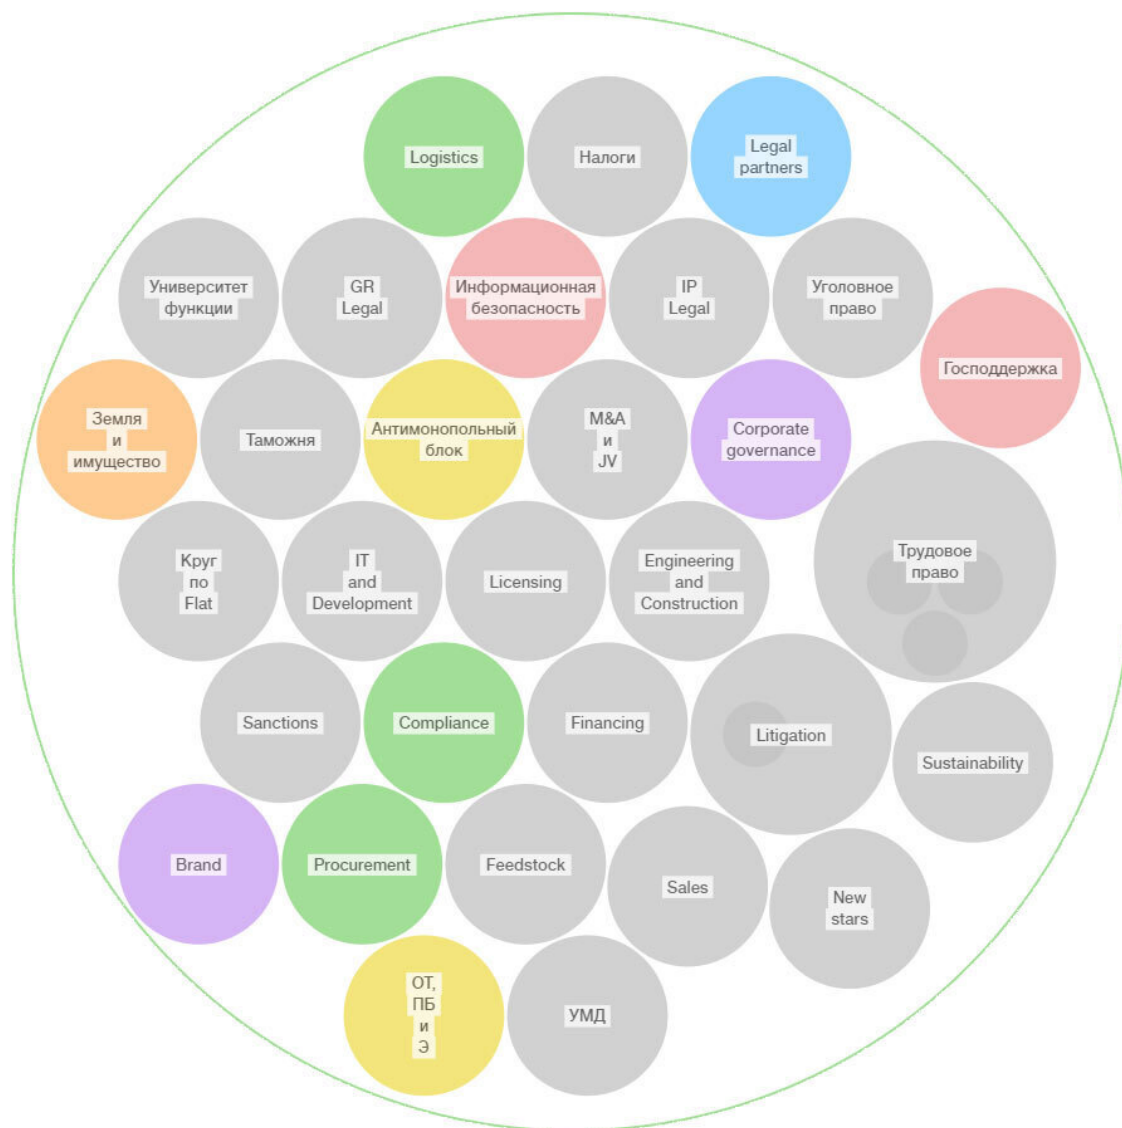 Logistics
Налоги
Legal
partners
Университет
функции
GR
Legal
Информационная
безопасность
IP
Legal
Уголовное
право
Господдержка
Земля
и
имущество
Таможня
Антимонопольный
блок
M&A
и
JV
Corporate
governance
Круг
по
Flat
IT
and
Development
Licensing
Engineering
and
Construction
Трудовое
право
Sanctions
Compliance
Financing
Litigation
Sustainability
Brand
Procurement
Feedstock
Sales
New
stars
ОТ,
ПБ
и
Э
УМД